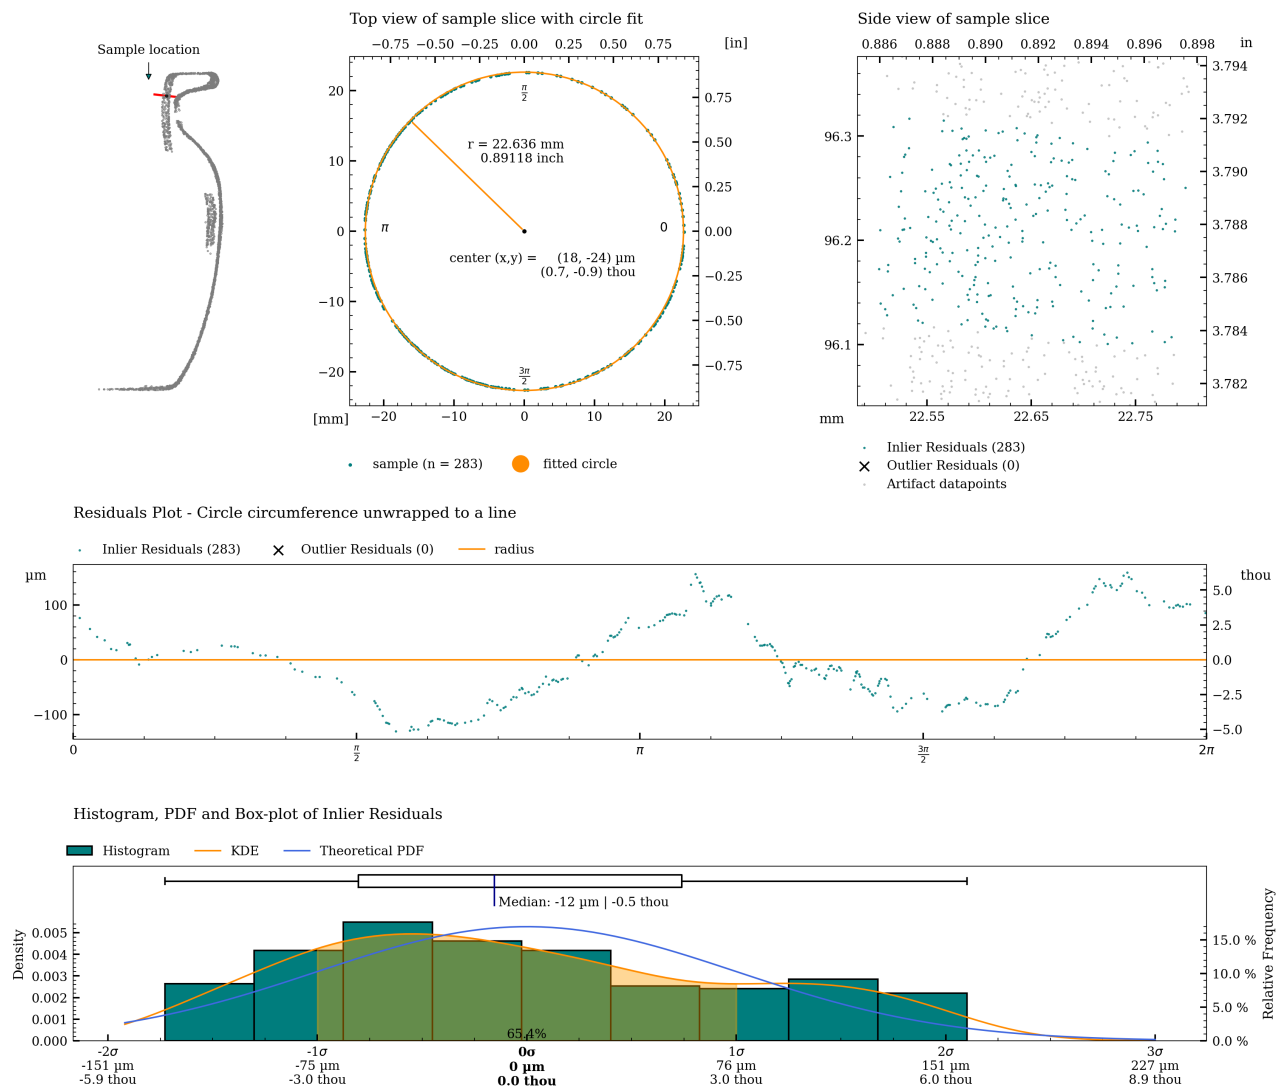 Top view of sample slice with circle fit
Side view of sample slice
Sample location
−0.75 −0.50 −0.25 0.00 0.25 0.50 0.75 [in]
0.886 0.888 0.890 0.892 0.894 0.896 0.898 in
20
10
0
−10
−20
π/2
π
0
3π/2
r = 22.636 mm
0.89118 inch
center (x,y) = (18, -24) µm
(0.7, -0.9) thou
0.75
0.50
0.25
0.00
−0.25
−0.50
−0.75
[mm] −20 −10 0 10 20
96.3
96.2
96.1
3.794
3.792
3.790
3.788
3.786
3.784
3.782
mm 22.55 22.65 22.75
sample (n = 283) fitted circle
Inlier Residuals (283)
Outlier Residuals (0)
Artifact datapoints
Residuals Plot - Circle circumference unwrapped to a line
Inlier Residuals (283) Outlier Residuals (0) radius
µm
thou
100
0
−100
5.0
2.5
0.0
−2.5
−5.0
0 π/2 π 3π/2 2π
Histogram, PDF and Box-plot of Inlier Residuals
Histogram KDE Theoretical PDF
Median: -12 µm | -0.5 thou
Density
0.005
0.004
0.003
0.002
0.001
0.000
65.4%
15.0 %
10.0 %
5.0 %
0.0 %
Relative Frequency
-2σ -1σ 0σ 1σ 2σ 3σ
-151 µm -75 µm 0 µm 76 µm 151 µm 227 µm
-5.9 thou -3.0 thou 0.0 thou 3.0 thou 6.0 thou 8.9 thou